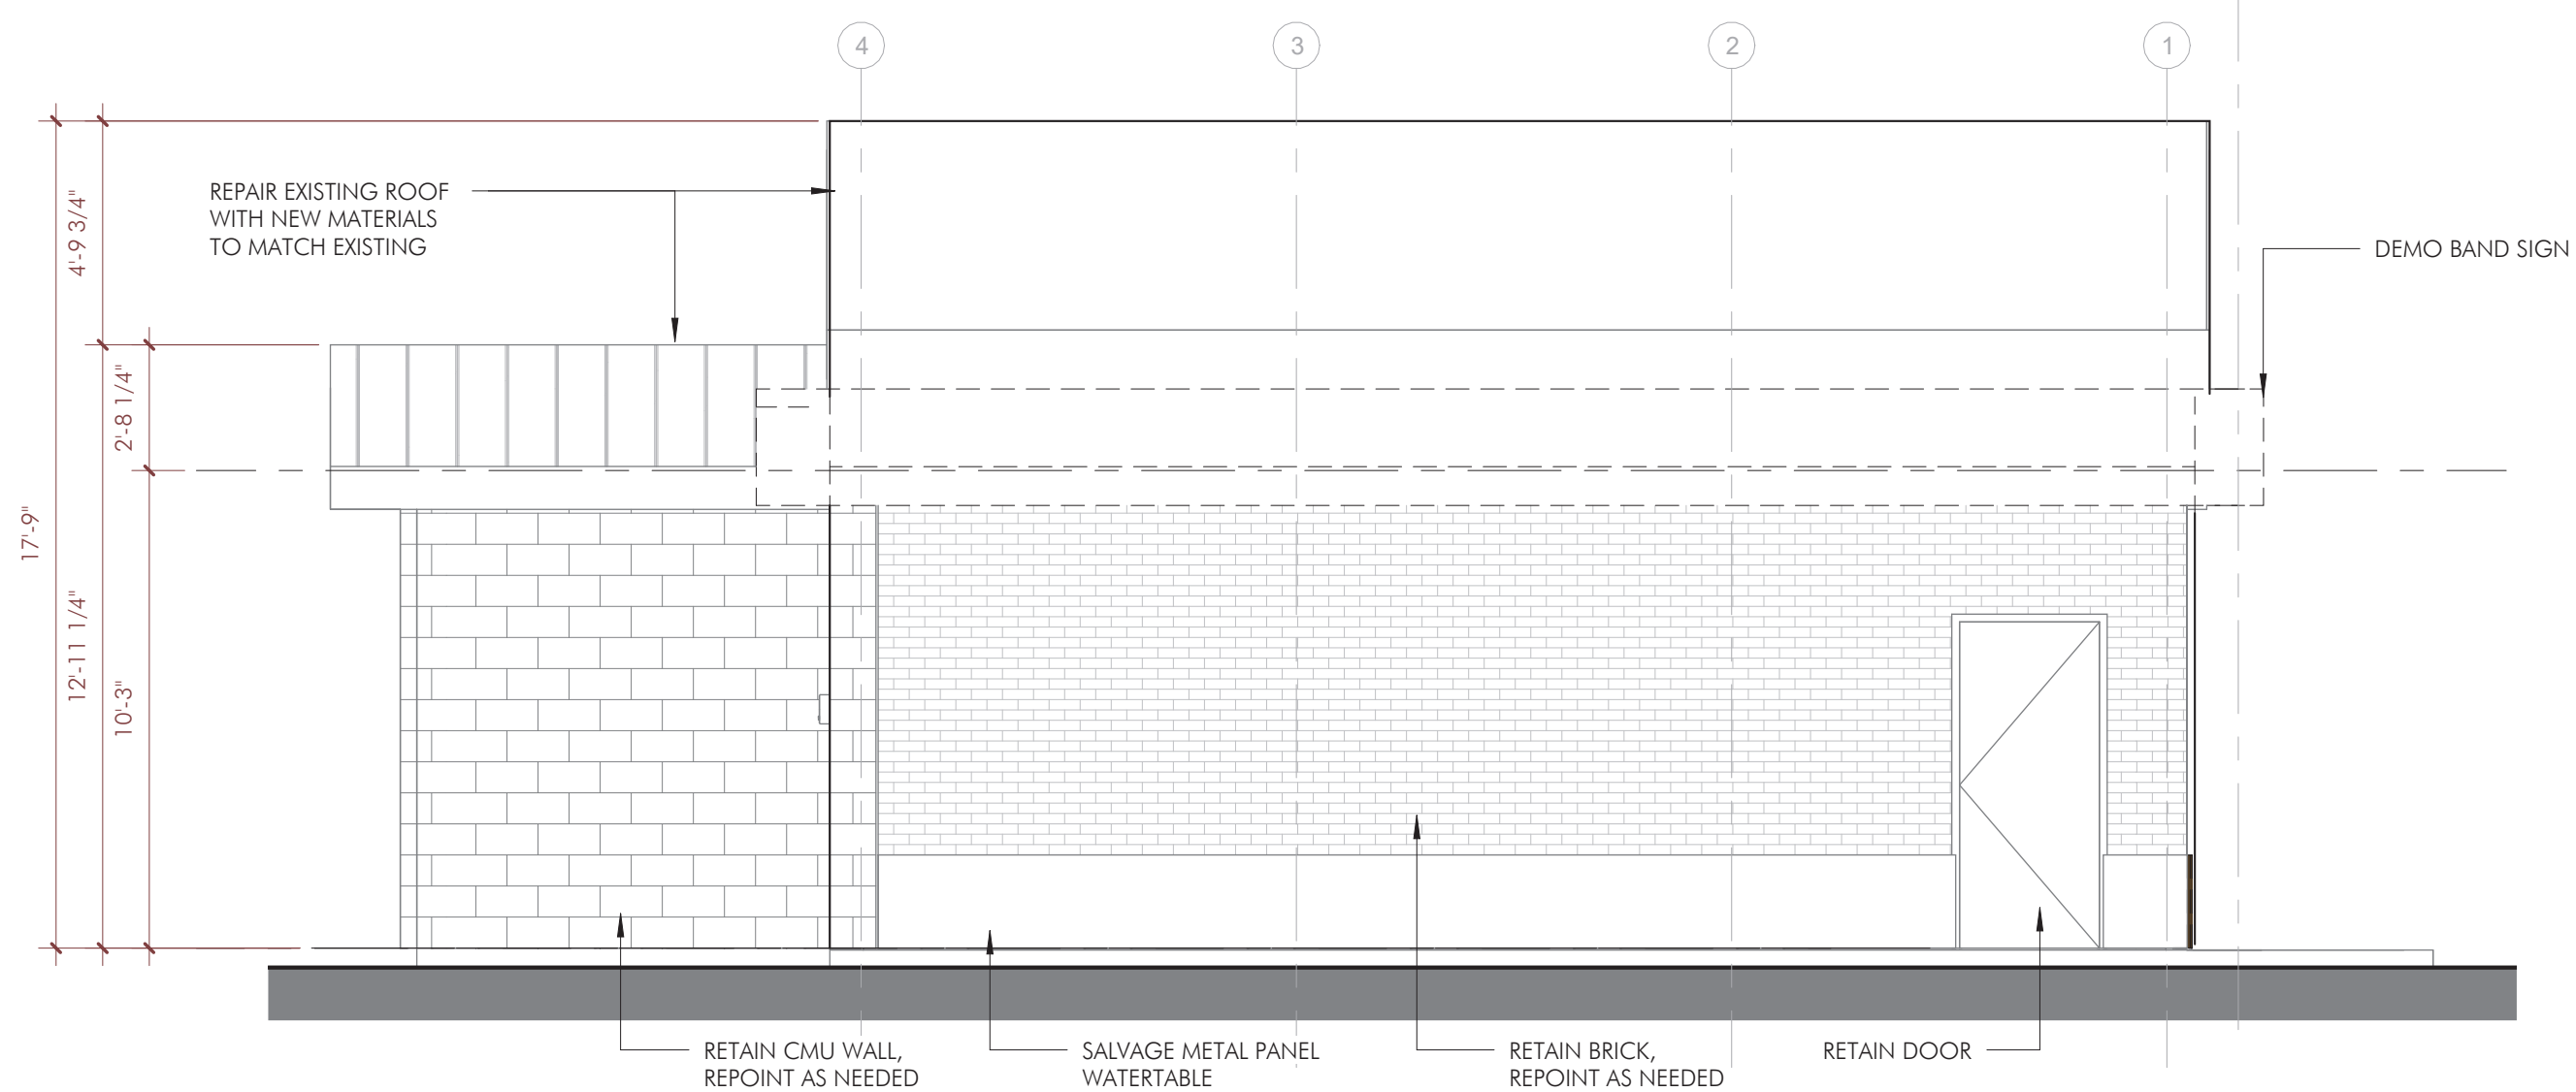 4
3
2
1
REPAIR EXISTING ROOF
WITH NEW MATERIALS
TO MATCH EXISTING
DEMO BAND SIGN
4'-9 3/4"
2'-8 1/4"
17'-9"
12'-11 1/4"
10'-3"
RETAIN CMU WALL,
REPOINT AS NEEDED
SALVAGE METAL PANEL
WATERTABLE
RETAIN BRICK,
REPOINT AS NEEDED
RETAIN DOOR